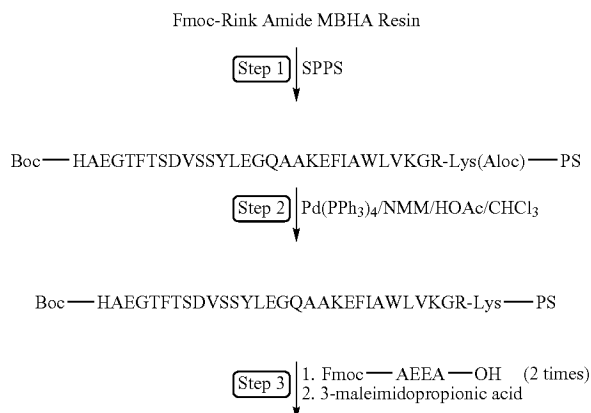 Fmoc-Rink Amide MBHA Resin
Step 1 SPPS
Boc—HAEGTFTSDVSSYLEGQAAKEFIAWLVKGR-Lys(Aloc)—PS
Step 2 Pd(PPh3)4/NMM/HOAc/CHCl3
Boc—HAEGTFTSDVSSYLEGQAAKEFIAWLVKGR-Lys—PS
Step 3 1. Fmoc—AEEA—OH (2 times)
2. 3-maleimidopropionic acid